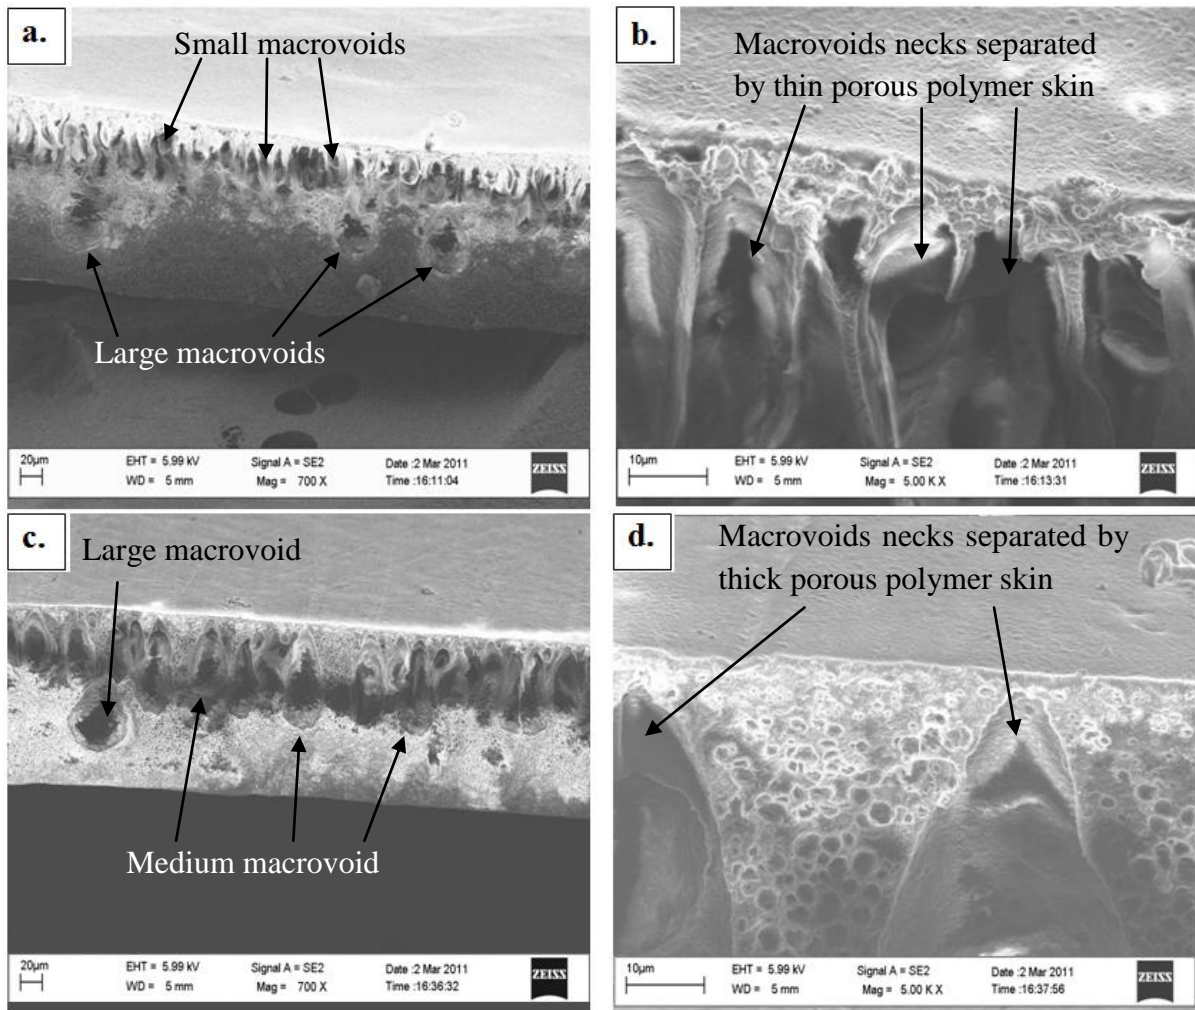 a.
Small macrovoids
Large macrovoids
20µm
EHT = 5.99 kV
WD = 5 mm
Signal A = SE2
Mag = 700 X
Date :2 Mar 2011
Time :16:11:04
ZEISS
b.
Macrovoids necks separated
by thin porous polymer skin
10µm
EHT = 5.99 kV
WD = 5 mm
Signal A = SE2
Mag = 5.00 K X
Date :2 Mar 2011
Time :16:13:31
ZEISS
c.
Large macrovoid
Medium macrovoid
20µm
EHT = 5.99 kV
WD = 5 mm
Signal A = SE2
Mag = 700 X
Date :2 Mar 2011
Time :16:36:32
ZEISS
d.
Macrovoids necks separated by
thick porous polymer skin
10µm
EHT = 5.99 kV
WD = 5 mm
Signal A = SE2
Mag = 5.00 K X
Date :2 Mar 2011
Time :16:37:56
ZEISS